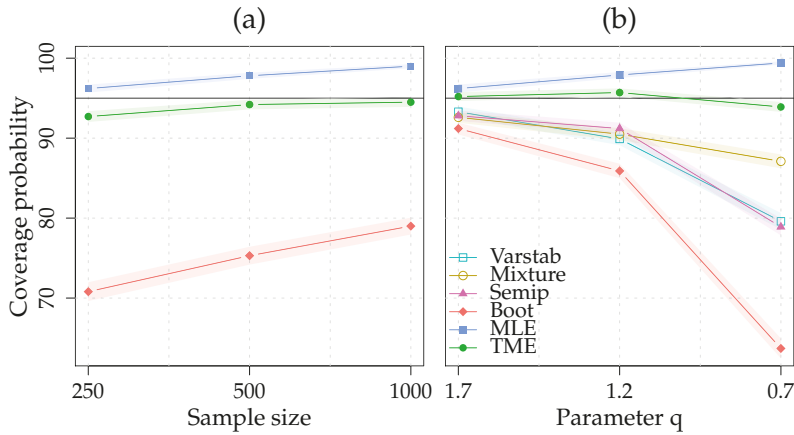 (a)
(b)
Coverage probability
100
90
80
70
250
500
1000
Sample size
Varstab
Mixture
Semip
Boot
MLE
TME
1.7
1.2
0.7
Parameter q